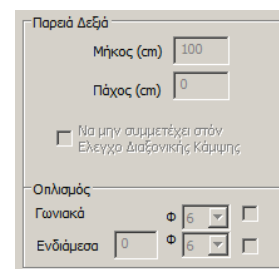 Παρειά Δεξιά
Μήκος (cm) 100
Πάχος (cm) 0
Να μην συμμετέχει στόν
Ελεγχο Διαξονικής Κάμψης
Οπλισμός
Γωνιακά Φ 6
Ενδιάμεσα 0 Φ 6